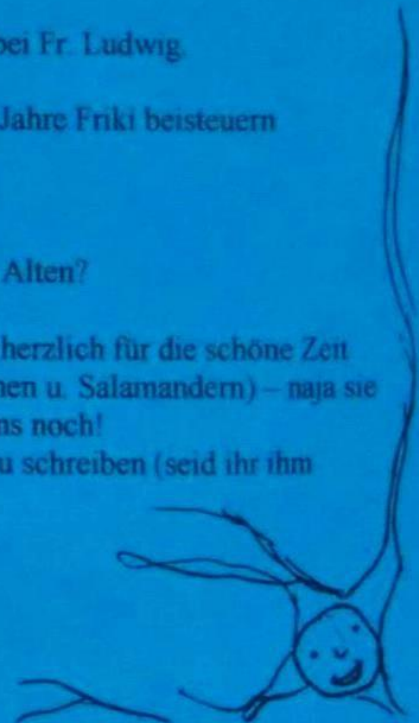 bei Fr. Ludwig.
Jahre Friki beisteuern
Alten?
herzlich für die schöne Zeit
hen u. Salamandern) – naja sie
ns noch!
u schreiben (seid ihr ihm